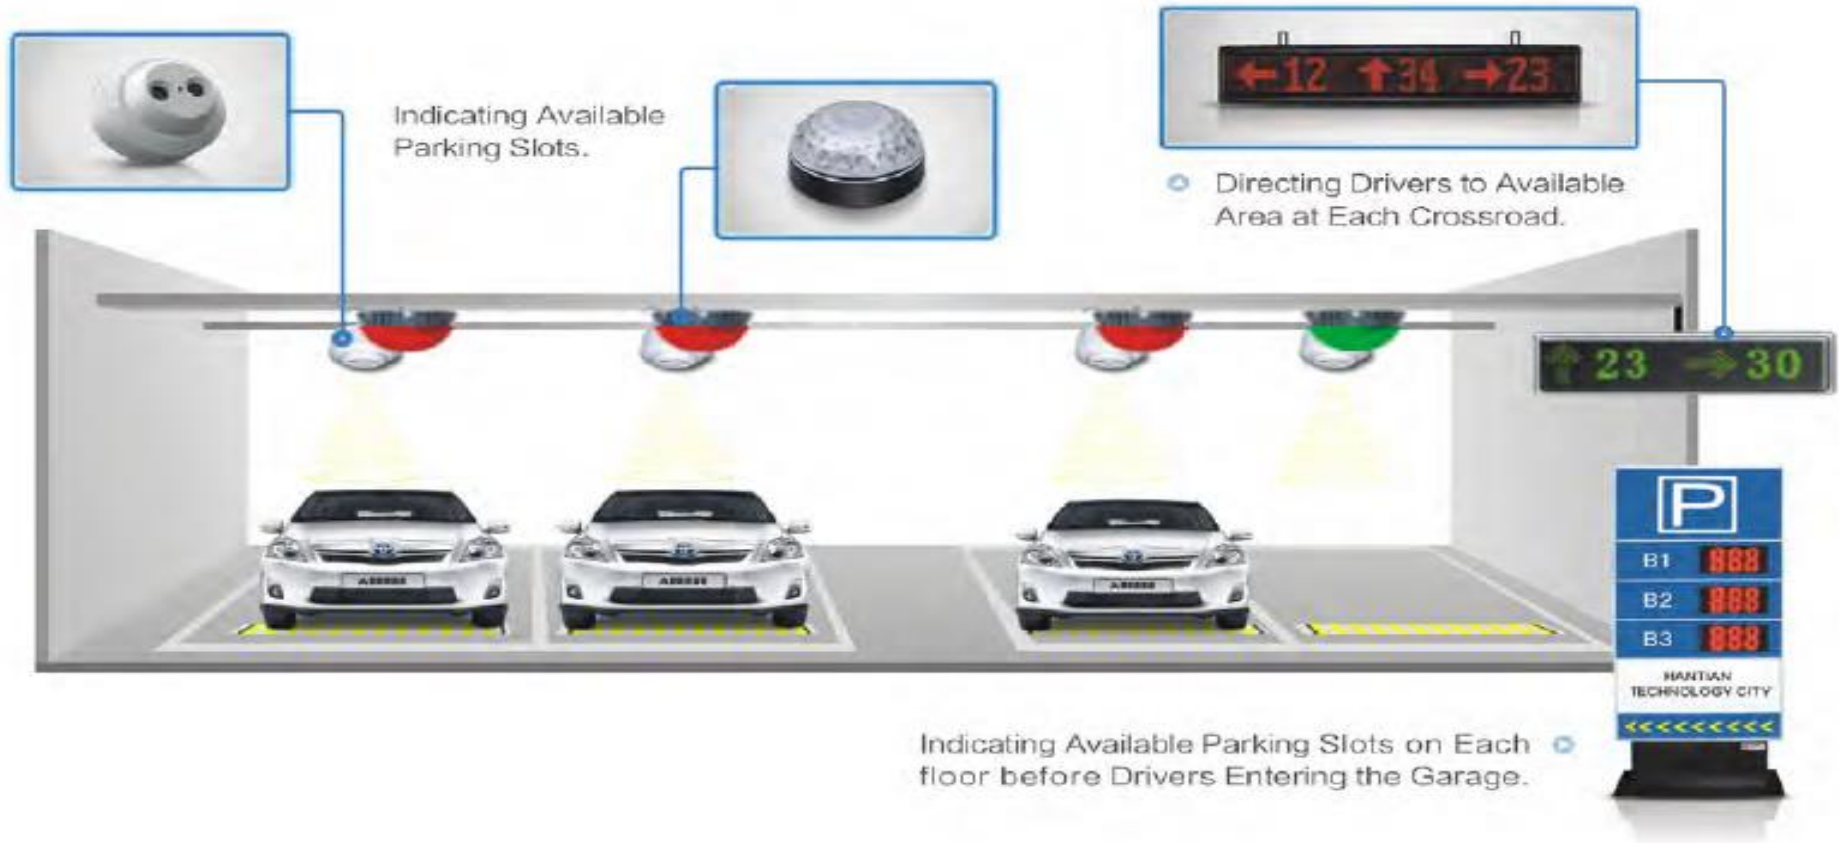 ←12 ↑34 →23
Indicating Available
Parking Slots.
Directing Drivers to Available
Area at Each Crossroad.
↑23 →30
P
B1 888
B2 888
B3 888
HANTIAN
TECHNOLOGY CITY
<<<<<<<<<
Indicating Available Parking Slots on Each
floor before Drivers Entering the Garage.